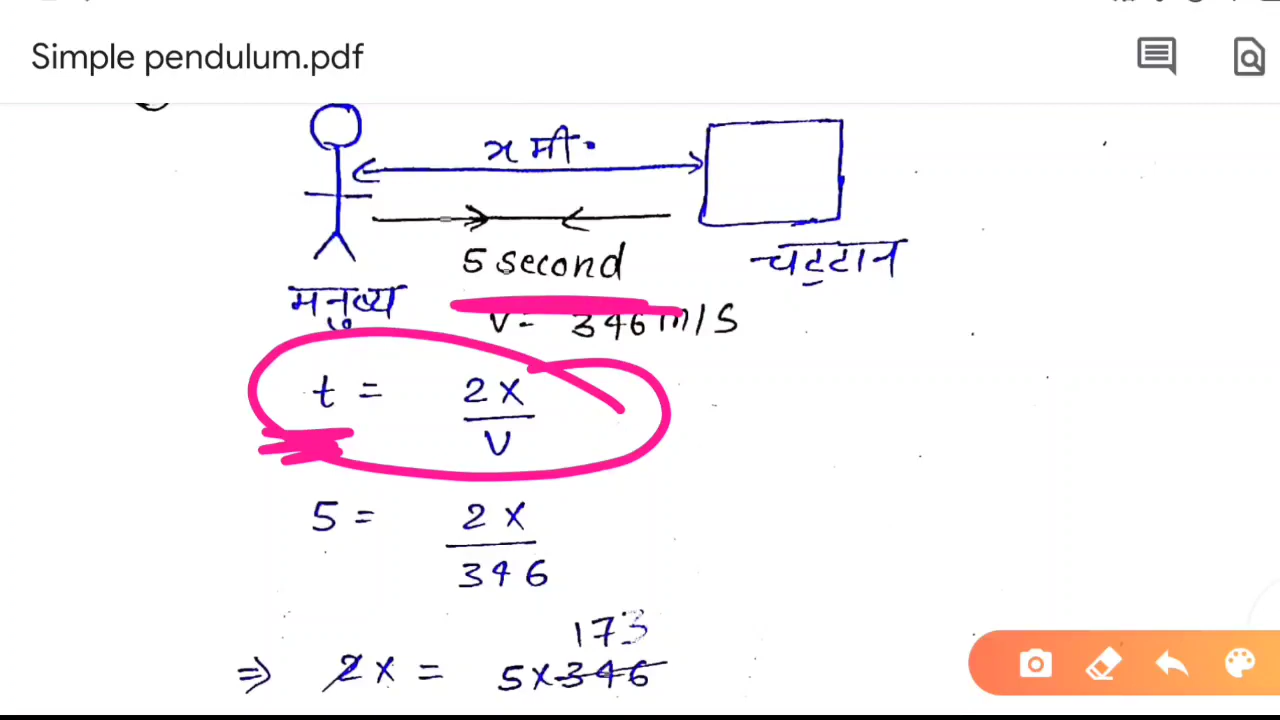 Simple pendulum.pdf
x मी.
5 second
चट्टान
मनुष्य
v = 346 m/s
t = 2x/v
5 = 2x/346
173
⇒ 2x = 5×346